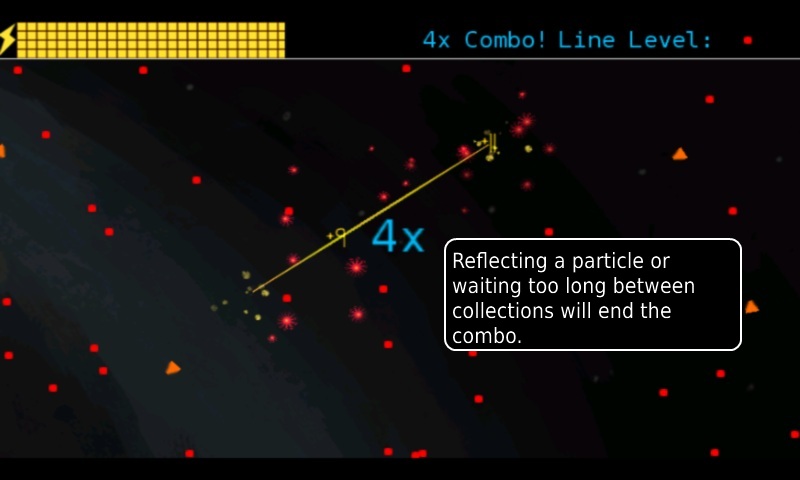 4x Combo! Line Level:
4x
Reflecting a particle or
waiting too long between
collections will end the
combo.